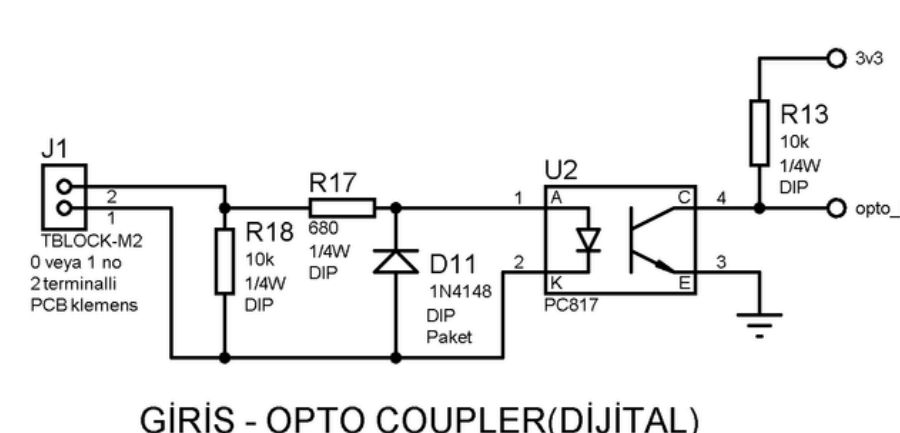 3v3
R13
10k
1/4W
DIP
J1
2
1
TBLOCK-M2
0 veya 1 no
2 terminalli
PCB klemens
R18
10k
1/4W
DIP
R17
680
1/4W
DIP
D11
1N4148
DIP
Paket
U2
1 A C 4
2 K E 3
PC817
opto_
GİRİS - OPTO COUPLER(DİJİTAL)